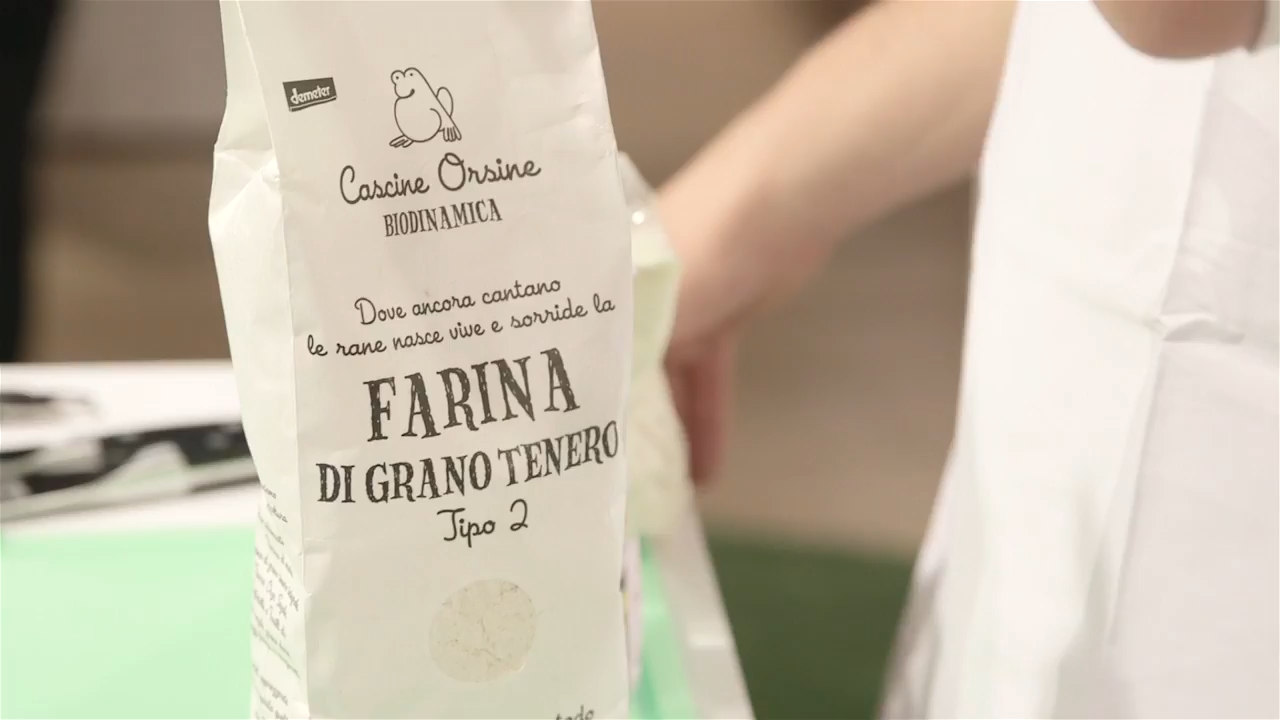 demeter
Cascine Orsine
BIODINAMICA
Dove ancora cantano
le rane nasce vive e sorride la
FARINA
DI GRANO TENERO
Tipo 2